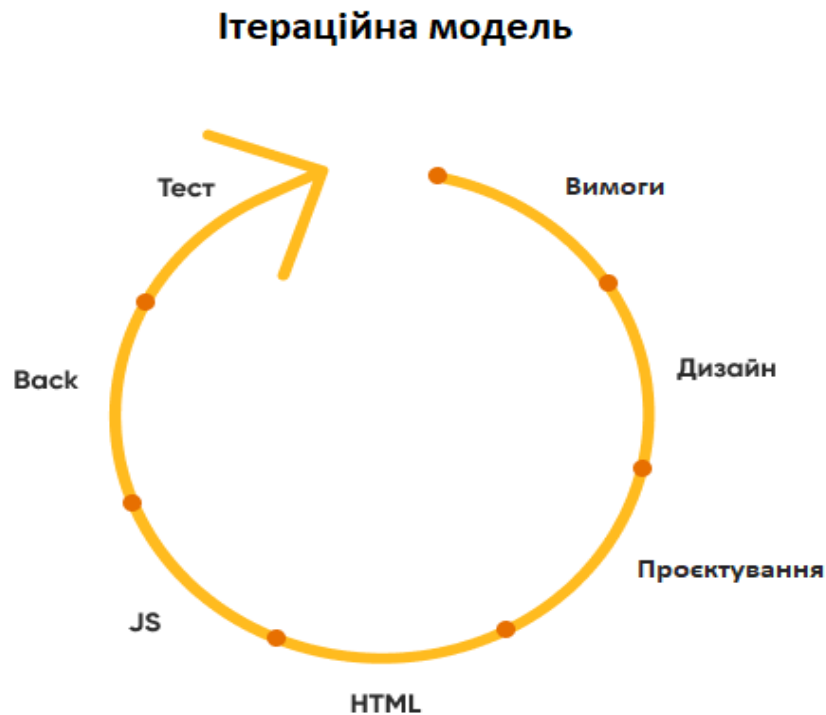 Ітераційна модель
Вимоги
Дизайн
Проєктування
HTML
JS
Back
Тест